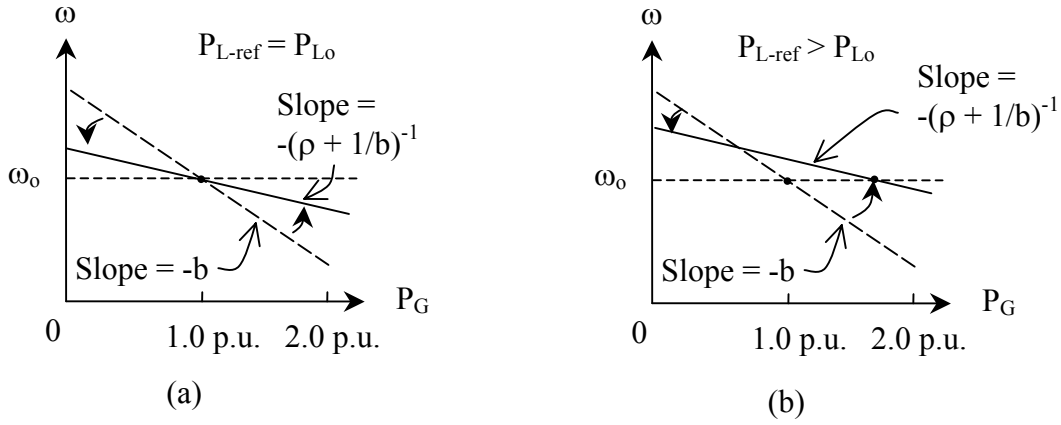 ω
P_L-ref = P_Lo
Slope =
-(ρ + 1/b)⁻¹
ω_o
Slope = -b
P_G
0
1.0 p.u.
2.0 p.u.
(a)
ω
P_L-ref > P_Lo
Slope =
-(ρ + 1/b)⁻¹
ω_o
Slope = -b
P_G
0
1.0 p.u.
2.0 p.u.
(b)